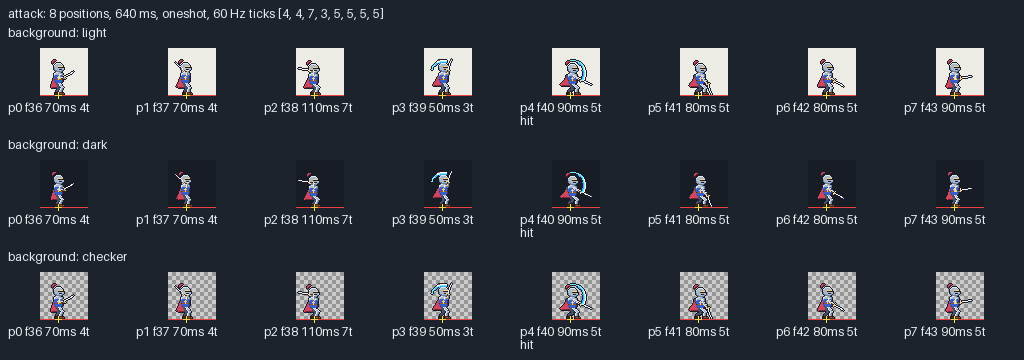 attack: 8 positions, 640 ms, oneshot, 60 Hz ticks [4, 4, 7, 3, 5, 5, 5, 5]
background: light
p0 f36 70ms 4t p1 f37 70ms 4t p2 f38 110ms 7t p3 f39 50ms 3t p4 f40 90ms 5t p5 f41 80ms 5t p6 f42 80ms 5t p7 f43 90ms 5t
hit
background: dark
p0 f36 70ms 4t p1 f37 70ms 4t p2 f38 110ms 7t p3 f39 50ms 3t p4 f40 90ms 5t p5 f41 80ms 5t p6 f42 80ms 5t p7 f43 90ms 5t
hit
background: checker
p0 f36 70ms 4t p1 f37 70ms 4t p2 f38 110ms 7t p3 f39 50ms 3t p4 f40 90ms 5t p5 f41 80ms 5t p6 f42 80ms 5t p7 f43 90ms 5t
hit